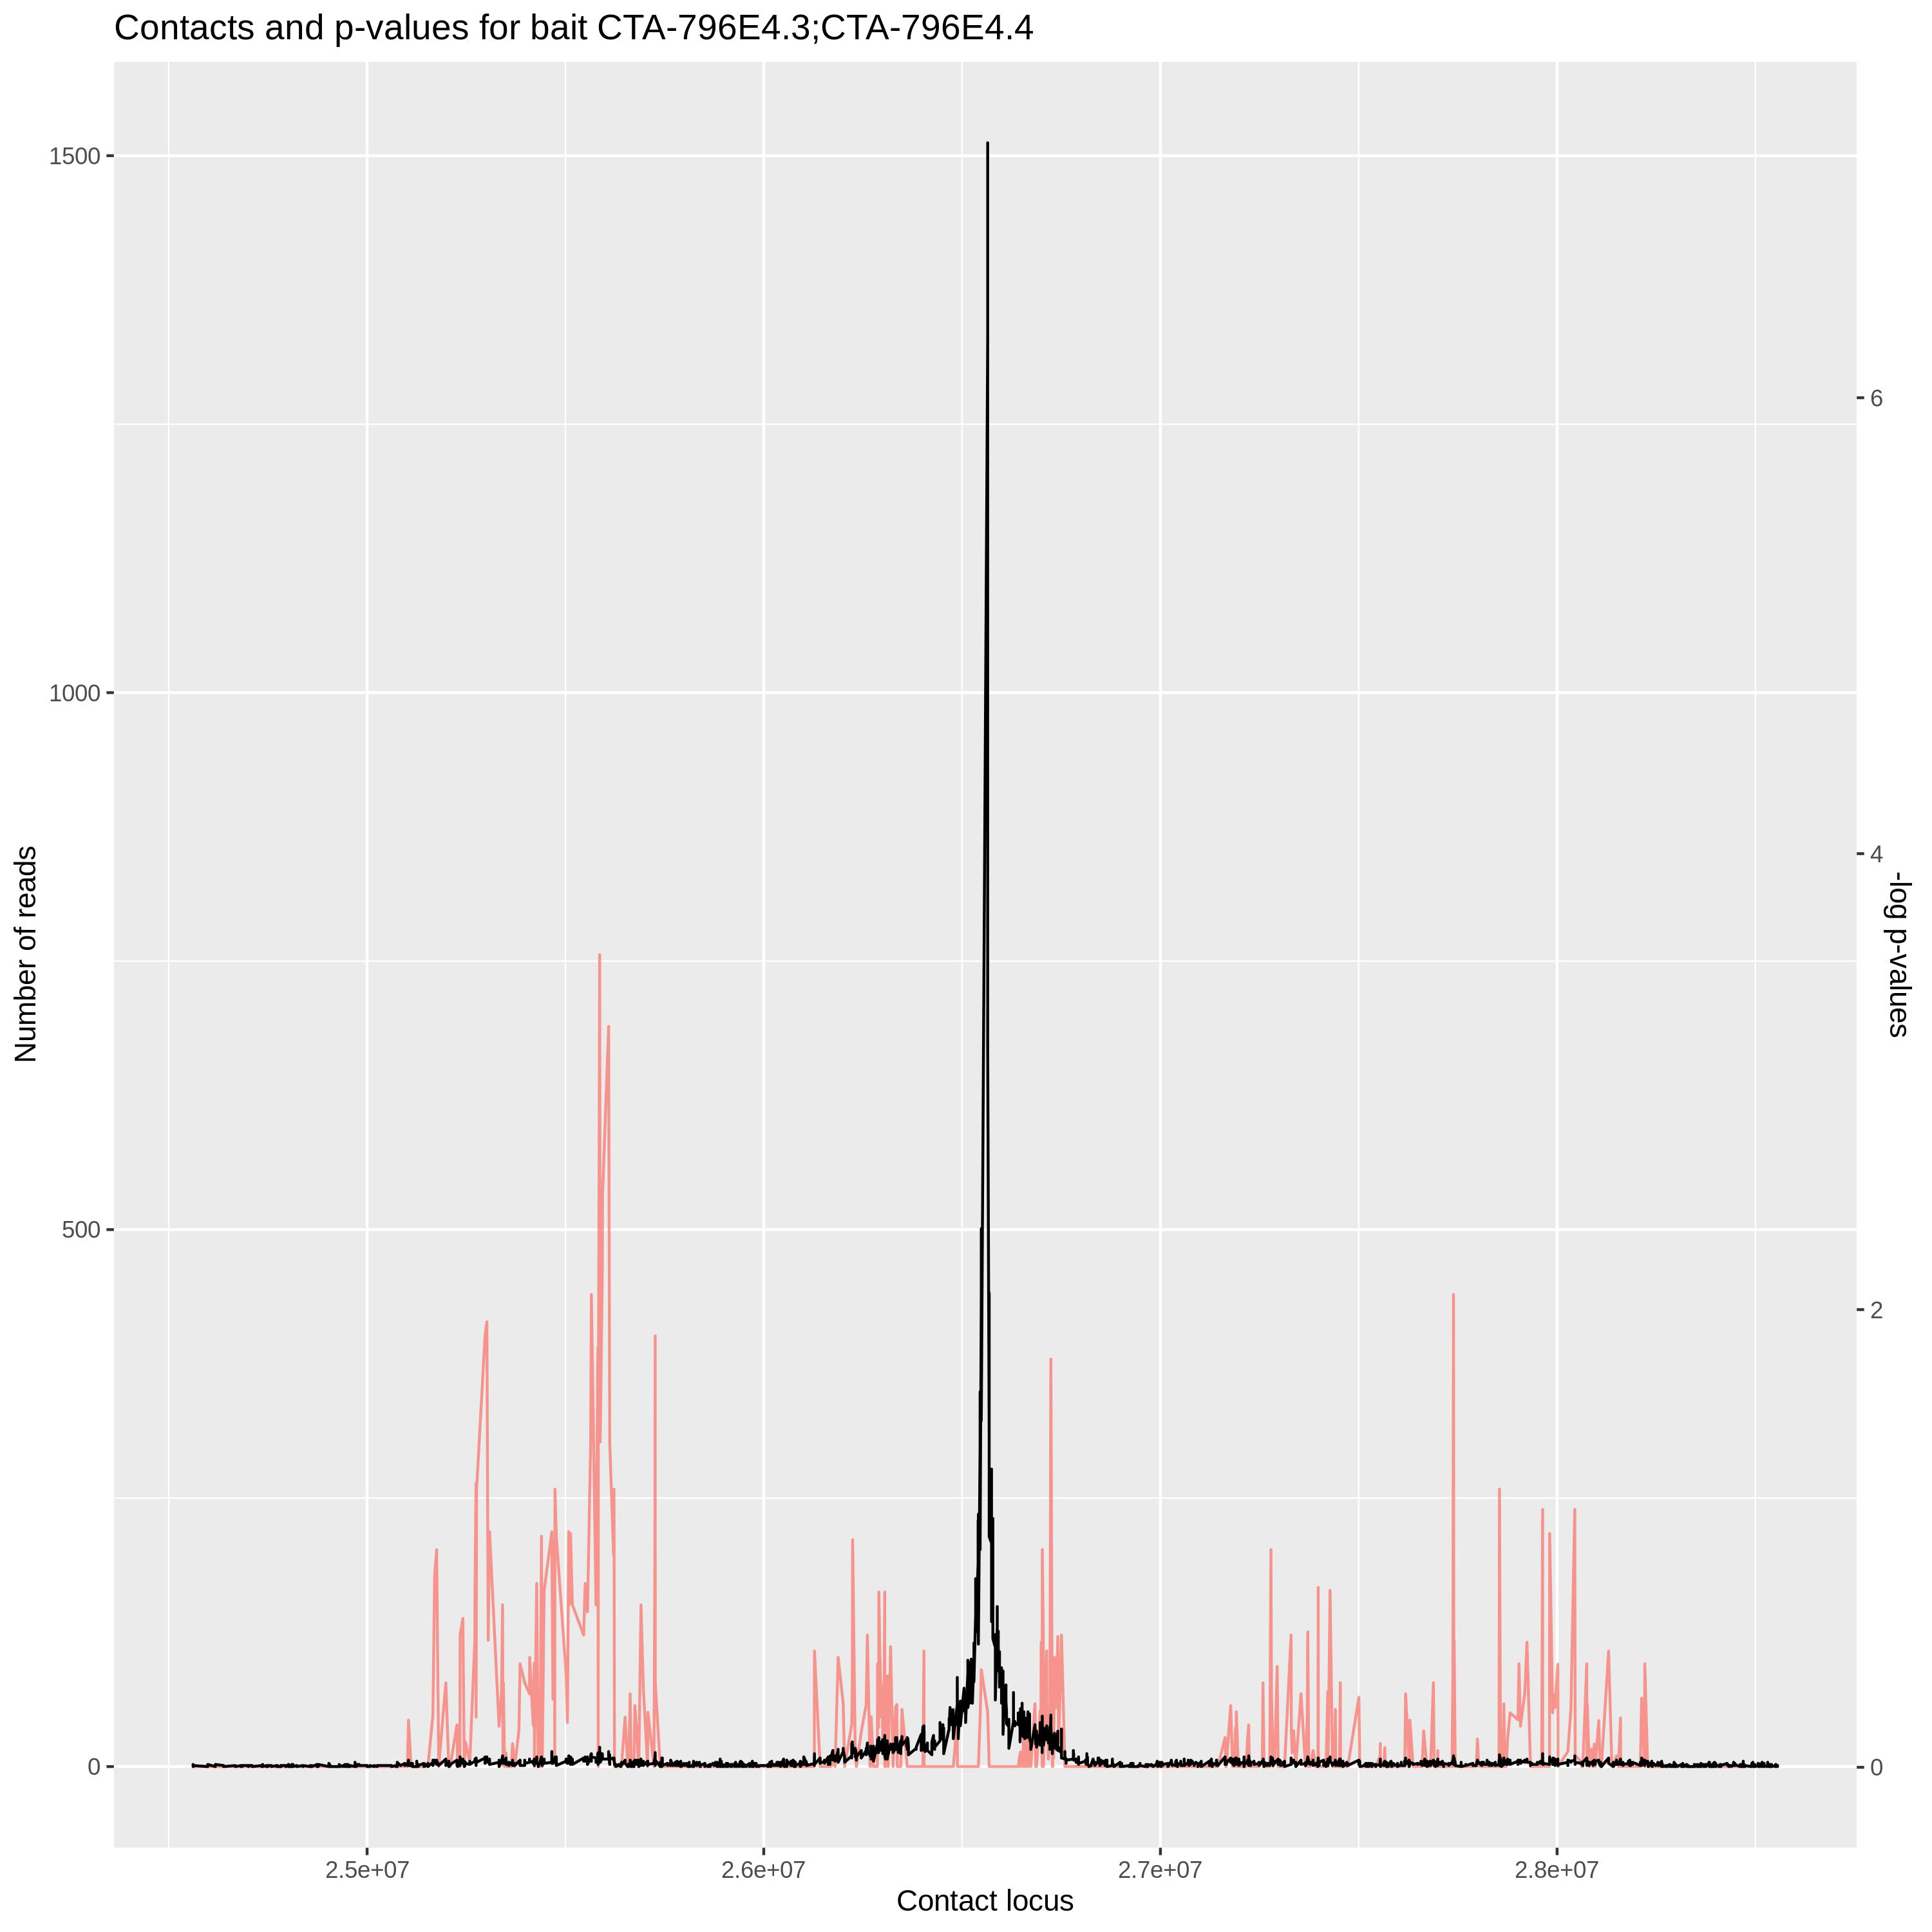 Contacts and p-values for bait CTA-796E4.3;CTA-796E4.4
1500
1000
500
0
Number of reads
6
4
2
0
-log p-values
2.5e+07
2.6e+07
2.7e+07
2.8e+07
Contact locus